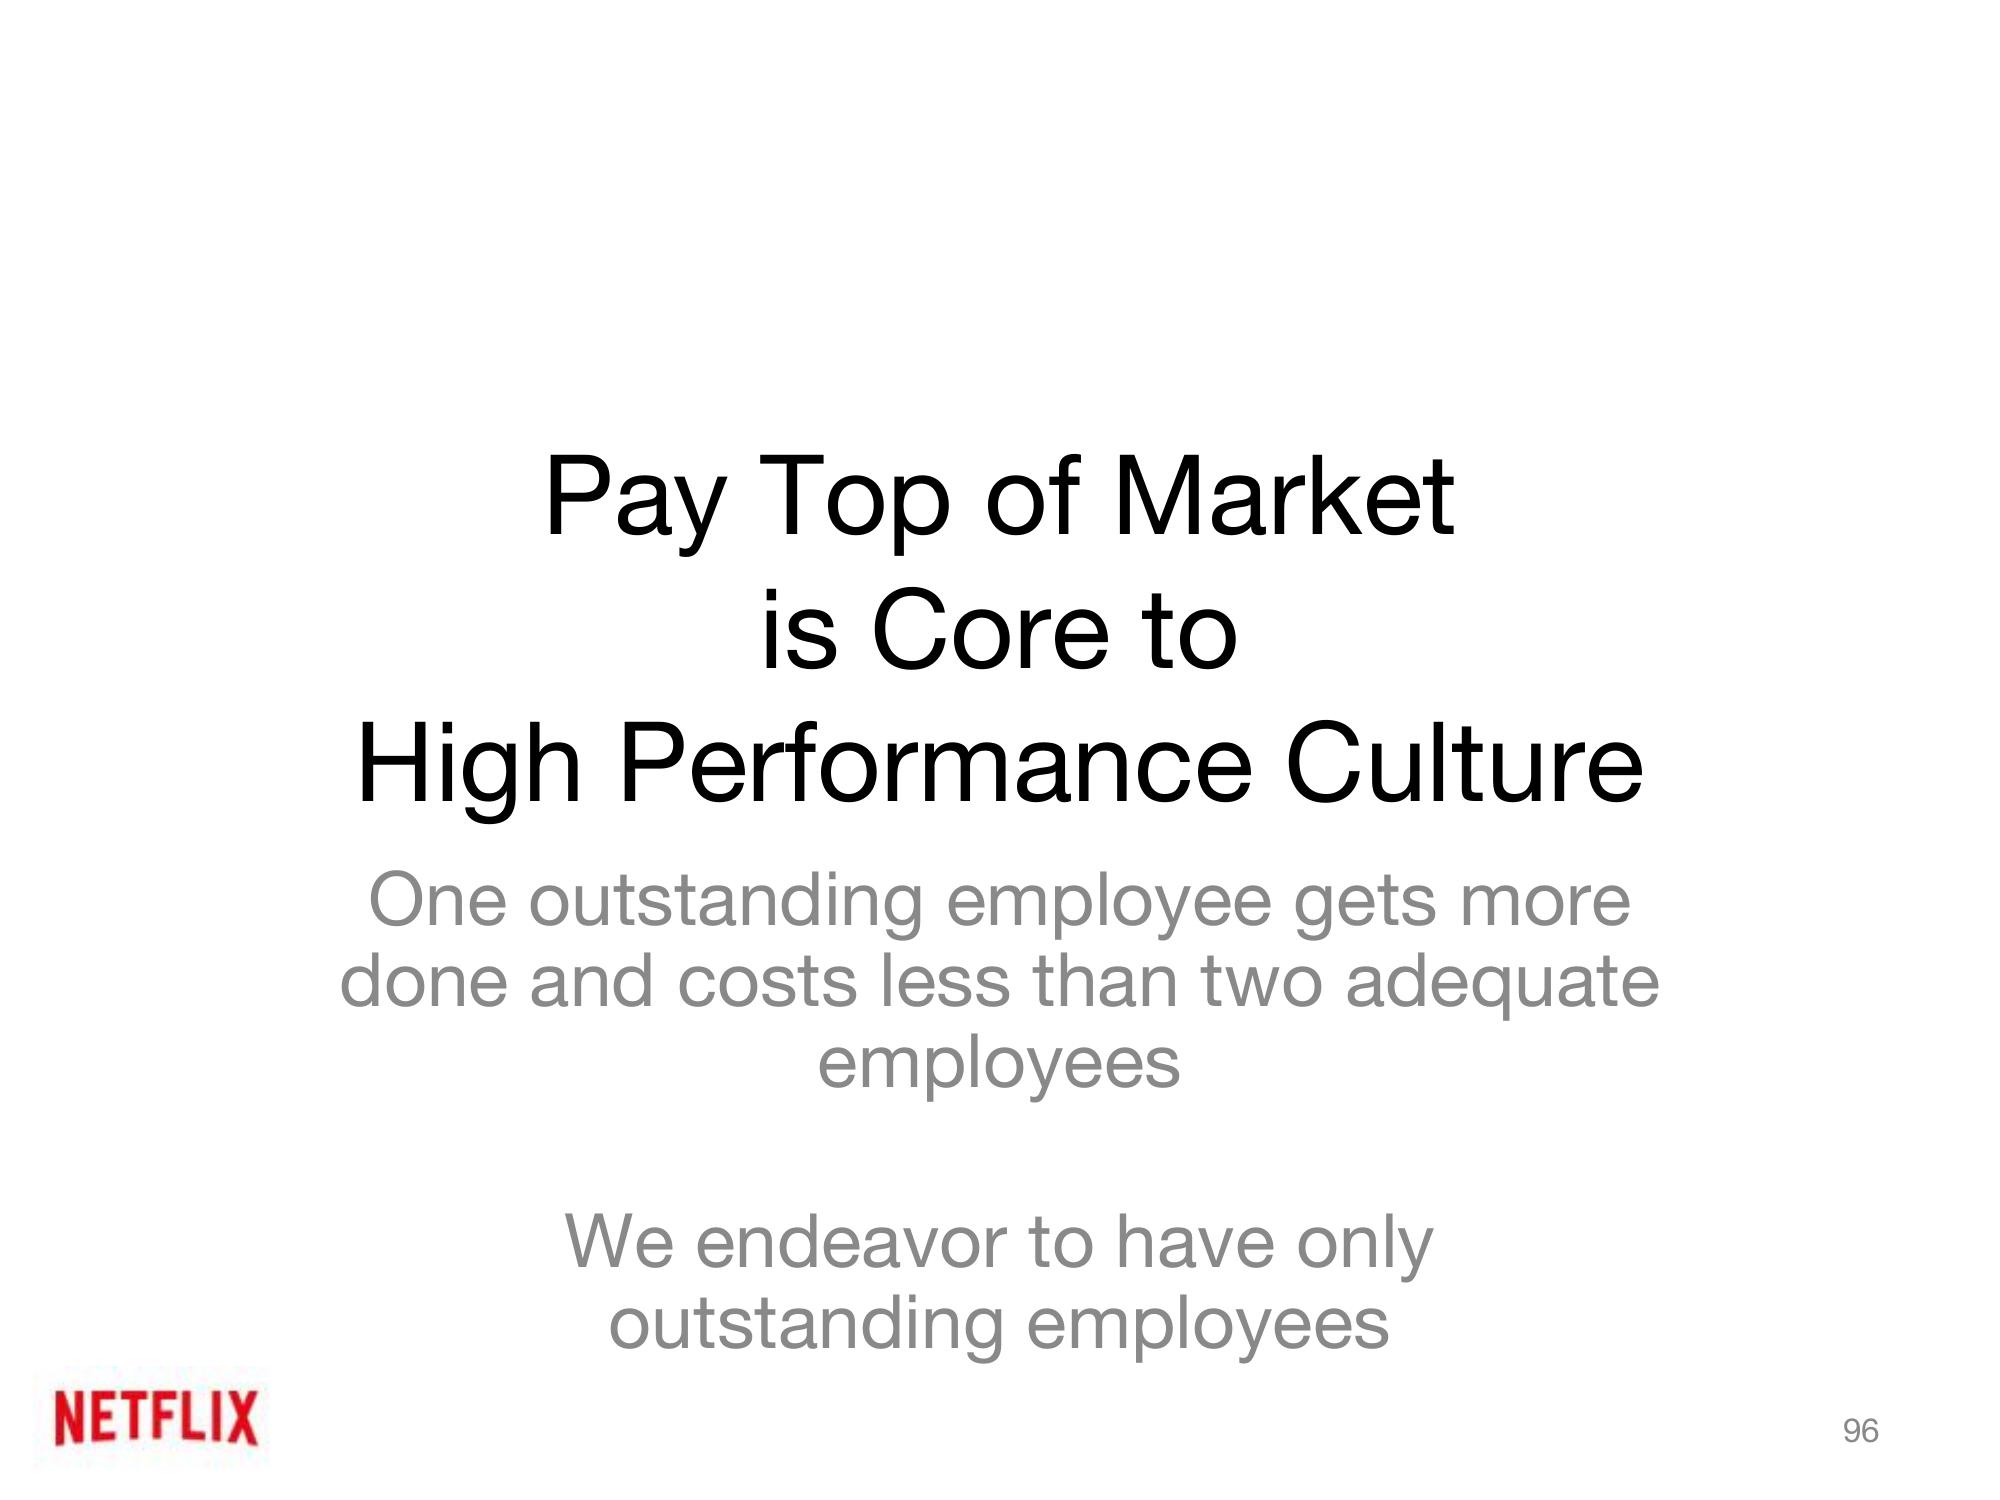 Pay Top of Market
is Core to
High Performance Culture
One outstanding employee gets more
done and costs less than two adequate
employees
We endeavor to have only
outstanding employees
NETFLIX
96